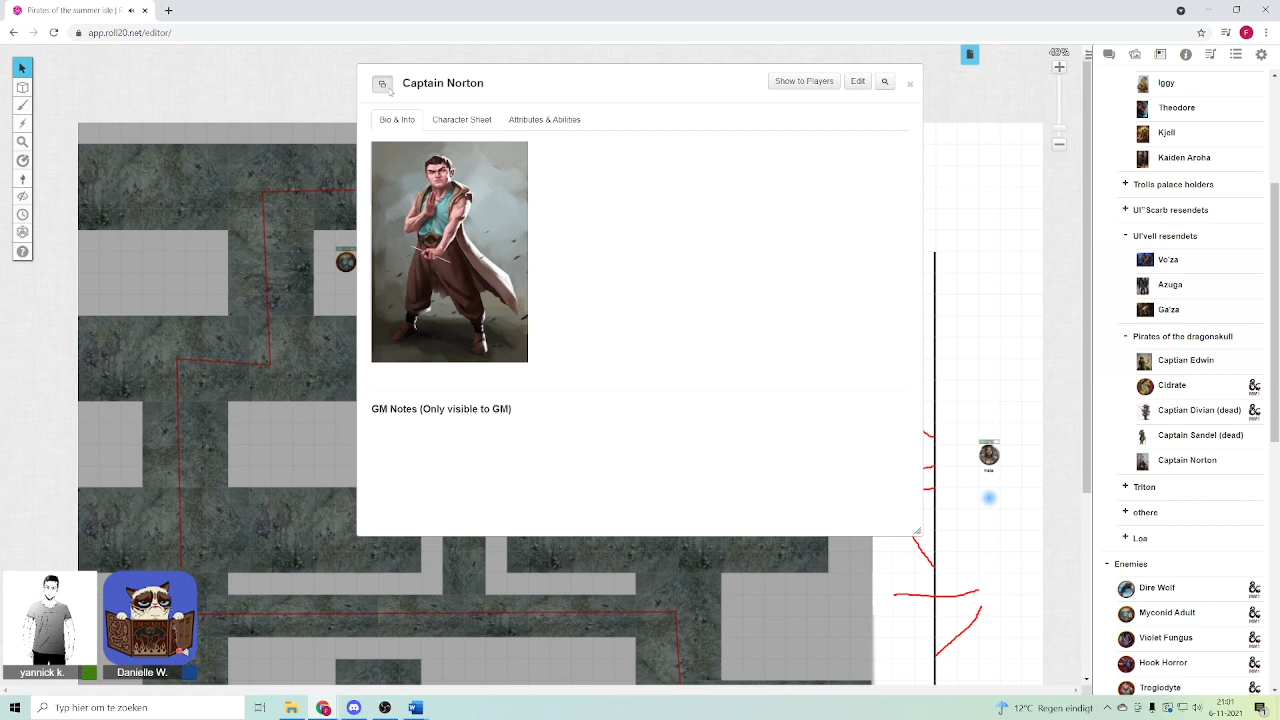 Pirates of the summer isle | R
app.roll20.net/editor/
F
Captain Norton
Show to Players
Edit
Bio & Info
Character Sheet
Attributes & Abilities
GM Notes (Only visible to GM)
Iggy
Theodore
Kjell
Kaiden Aroha
Trolls palace holders
Ul"Scarb resendets
Ul'vell resendets
Vo'za
Azuga
Ga'za
Pirates of the dragonskull
Captian Edwin
Cidrate
Captain Sovian (dead)
Captain Sandel (dead)
Captain Norton
Triton
othere
Loa
Enemies
Dire Wolf
Myconid Adult
Violet Fungus
Hook Horror
Troglodyte
yannick k.
Danielle W.
Typ hier om te zoeken
12°C Regen eindigt
21:01
6-11-2021